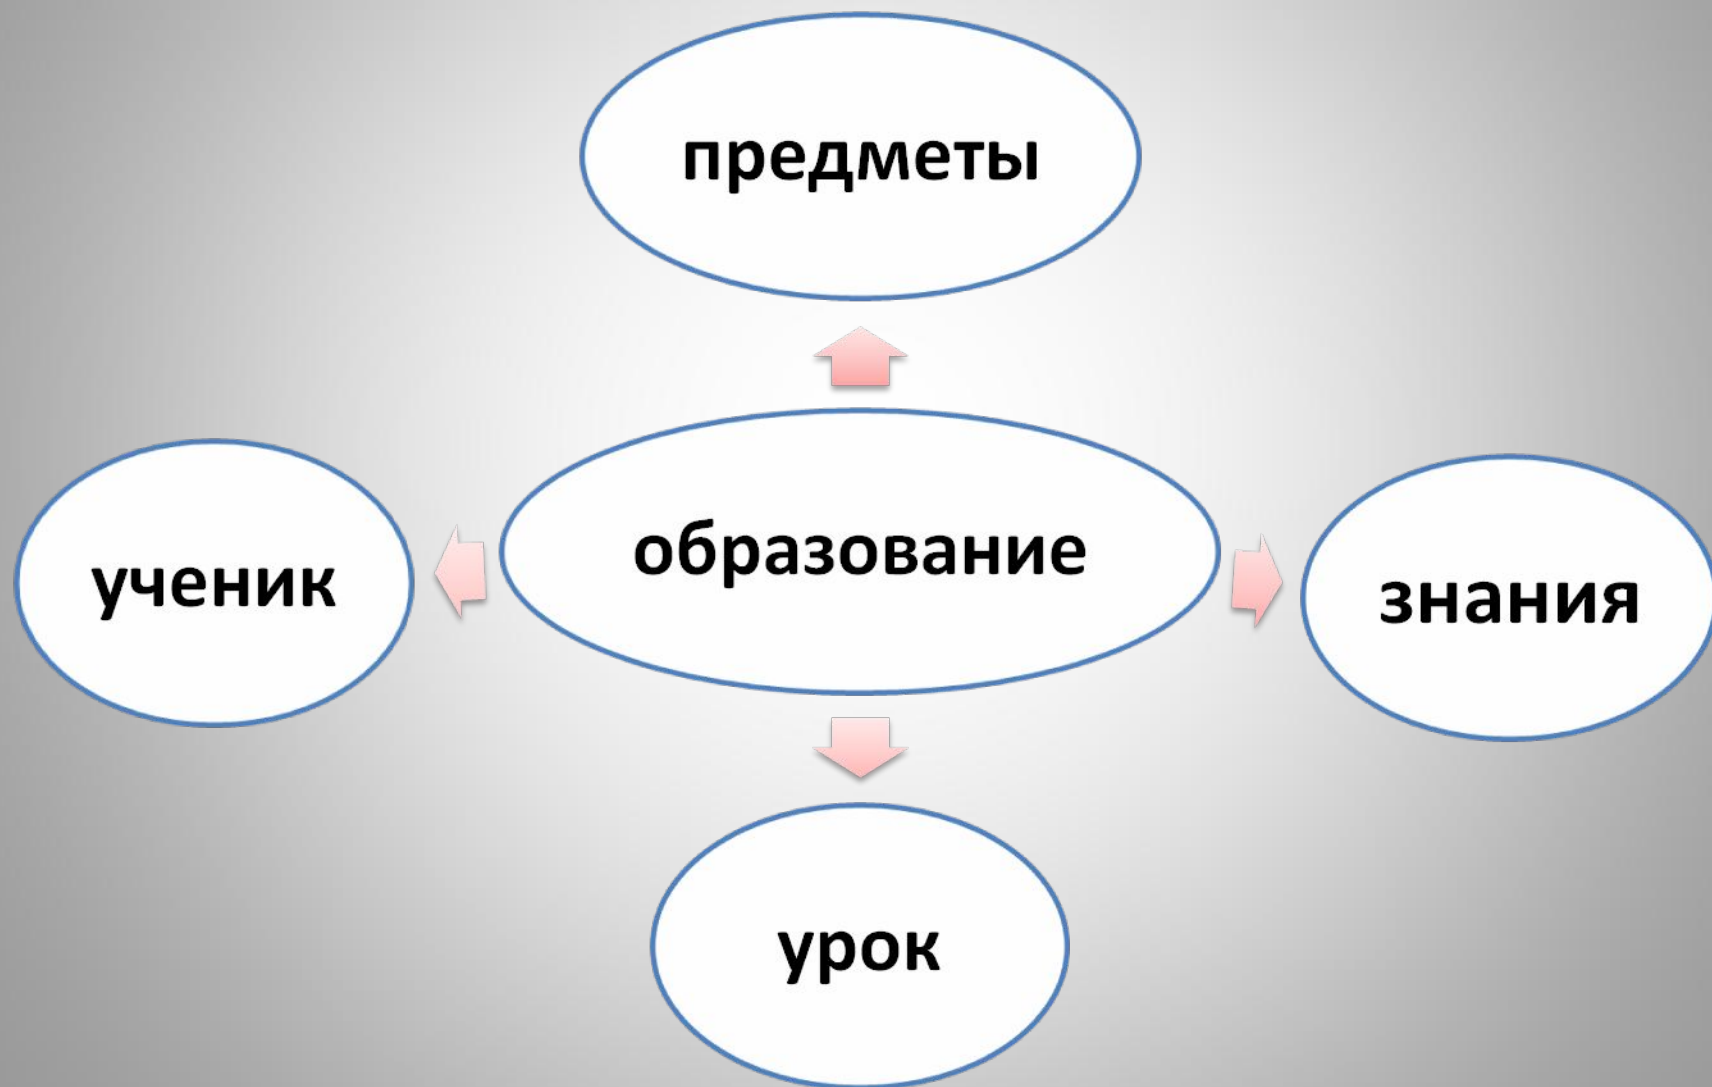 предметы
ученик
образование
знания
урок